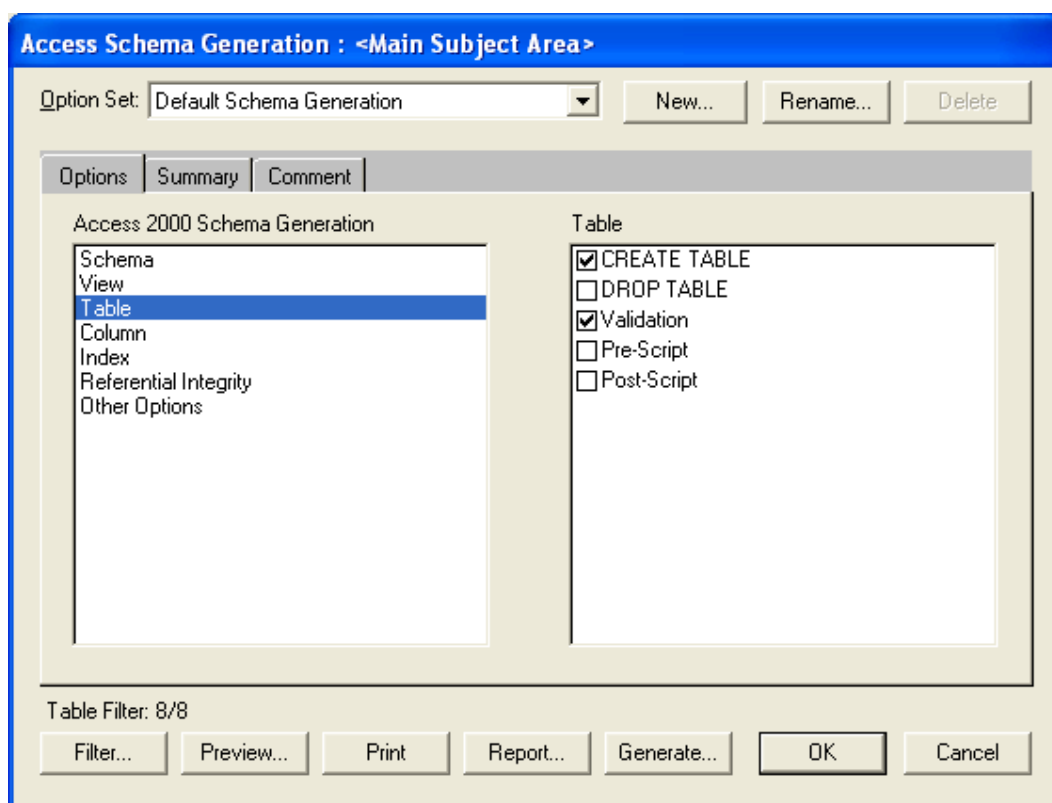 Access Schema Generation : <Main Subject Area>
Option Set: Default Schema Generation New... Rename... Delete
Options Summary Comment
Access 2000 Schema Generation
Schema
View
Table
Column
Index
Referential Integrity
Other Options
Table
CREATE TABLE
DROP TABLE
Validation
Pre-Script
Post-Script
Table Filter: 8/8
Filter... Preview... Print Report... Generate... OK Cancel